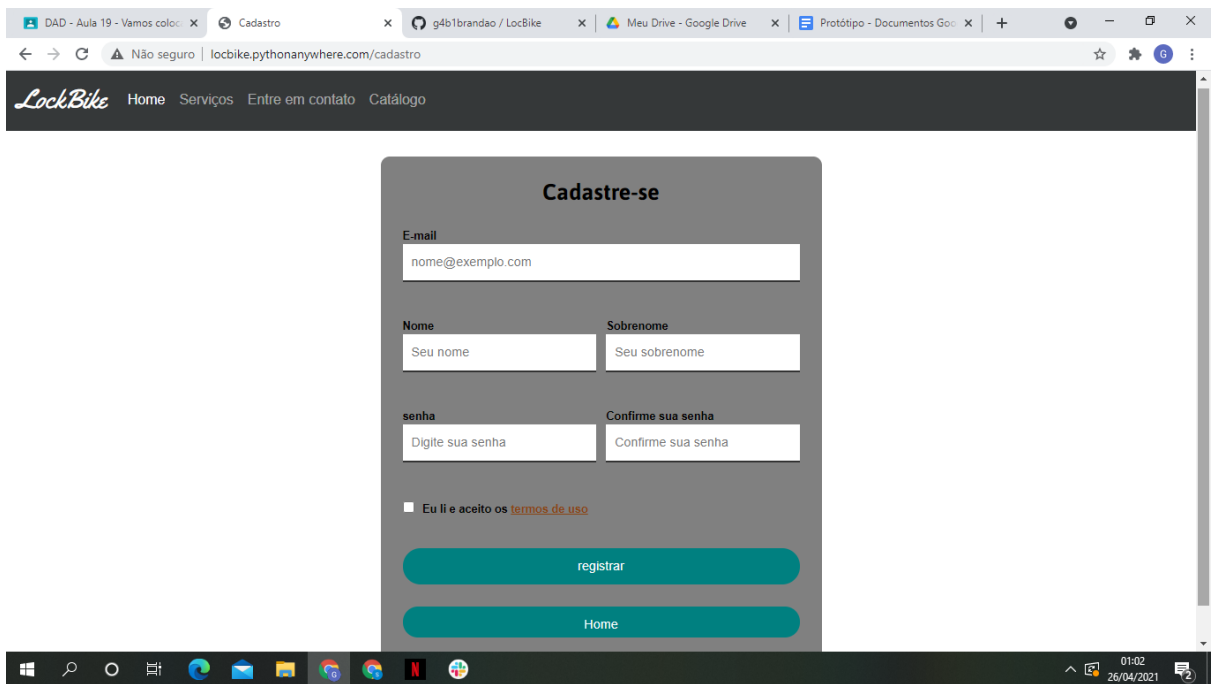 DAD - Aula 19 - Vamos coloc
Cadastro
g4b1brandao / LocBike
Meu Drive - Google Drive
Protótipo - Documentos Goo
Não seguro | locbike.pythonanywhere.com/cadastro
G
LockBike Home Serviços Entre em contato Catálogo
Cadastre-se
E-mail
nome@exemplo.com
Nome Sobrenome
Seu nome Seu sobrenome
senha Confirme sua senha
Digite sua senha Confirme sua senha
Eu li e aceito os termos de uso
registrar
Home
N
01:02
26/04/2021
2